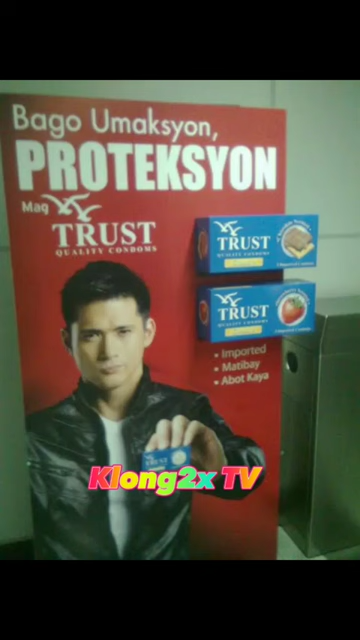 Bago Umaksyon,
PROTEKSYON
Mag
TRUST
QUALITY CONDOMS
TRUST
QUALITY CONDOMS
TRUST
QUALITY CONDOMS
Imported
Matibay
Abot Kaya
TRUST
Klong2x TV